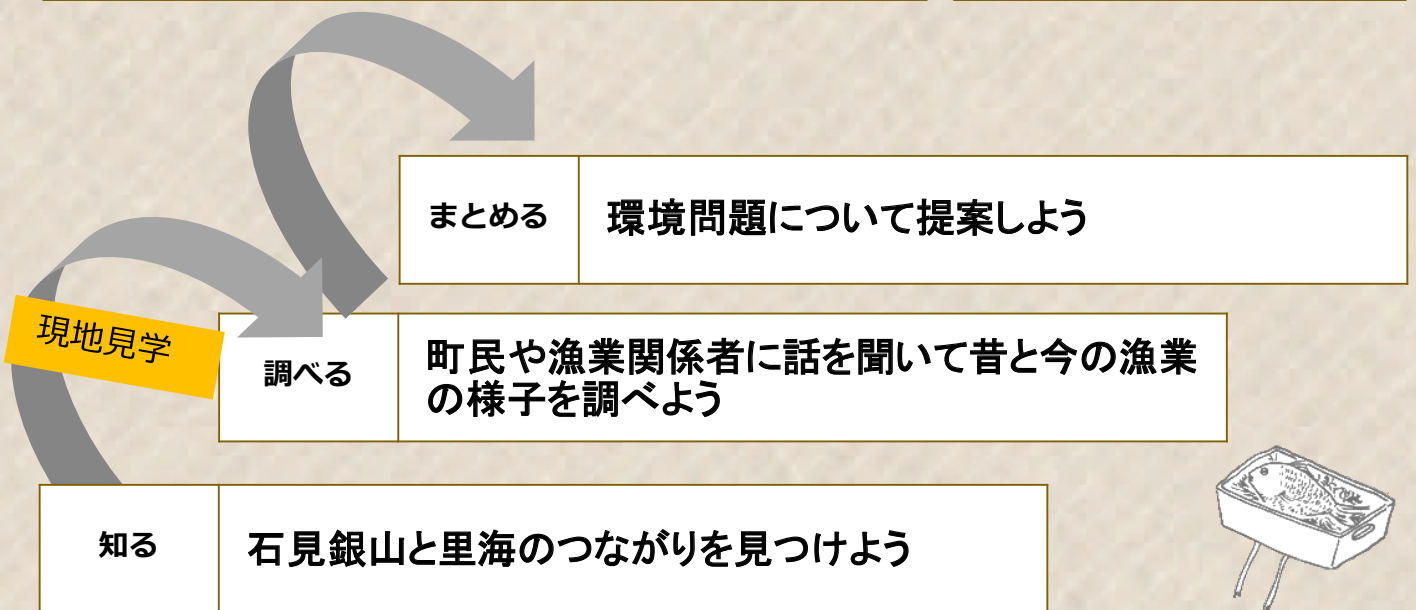 まとめる
環境問題について提案しよう
現地見学
調べる
町民や漁業関係者に話を聞いて昔と今の漁業
の様子を調べよう
知る
石見銀山と里海のつながりを見つけよう